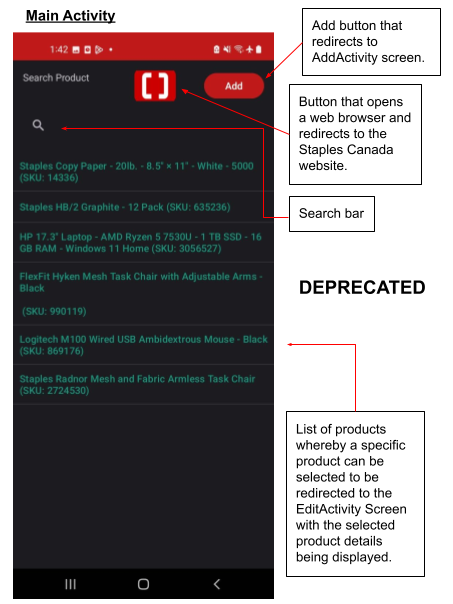 Main Activity
1:42
Search Product
Add
Staples Copy Paper - 20lb. - 8.5" × 11" - White - 5000
(SKU: 14336)
Staples HB/2 Graphite - 12 Pack (SKU: 635236)
HP 17.3" Laptop - AMD Ryzen 5 7530U - 1 TB SSD - 16
GB RAM - Windows 11 Home (SKU: 3056527)
FlexFit Hyken Mesh Task Chair with Adjustable Arms -
Black
(SKU: 990119)
Logitech M100 Wired USB Ambidextrous Mouse - Black
(SKU: 869176)
Staples Radnor Mesh and Fabric Armless Task Chair
(SKU: 2724530)
Add button that
redirects to
AddActivity screen.
Button that opens
a web browser and
redirects to the
Staples Canada
website.
Search bar
DEPRECATED
List of products
whereby a specific
product can be
selected to be
redirected to the
EditActivity Screen
with the selected
product details
being displayed.